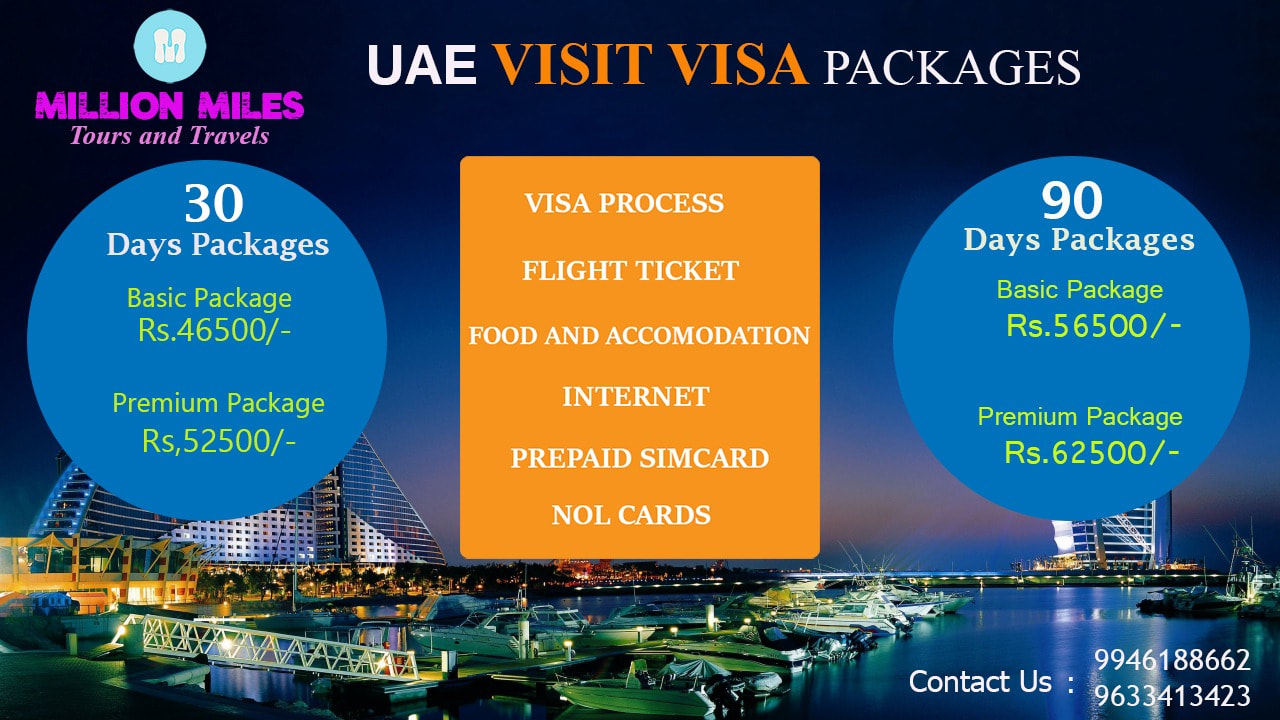 MILLION MILES
Tours and Travels
UAE VISIT VISA PACKAGES
30
Days Packages
Basic Package
Rs.46500/-
Premium Package
Rs,52500/-
VISA PROCESS
FLIGHT TICKET
FOOD AND ACCOMODATION
INTERNET
PREPAID SIMCARD
NOL CARDS
90
Days Packages
Basic Package
Rs.56500/-
Premium Package
Rs.62500/-
Contact Us : 9946188662
9633413423